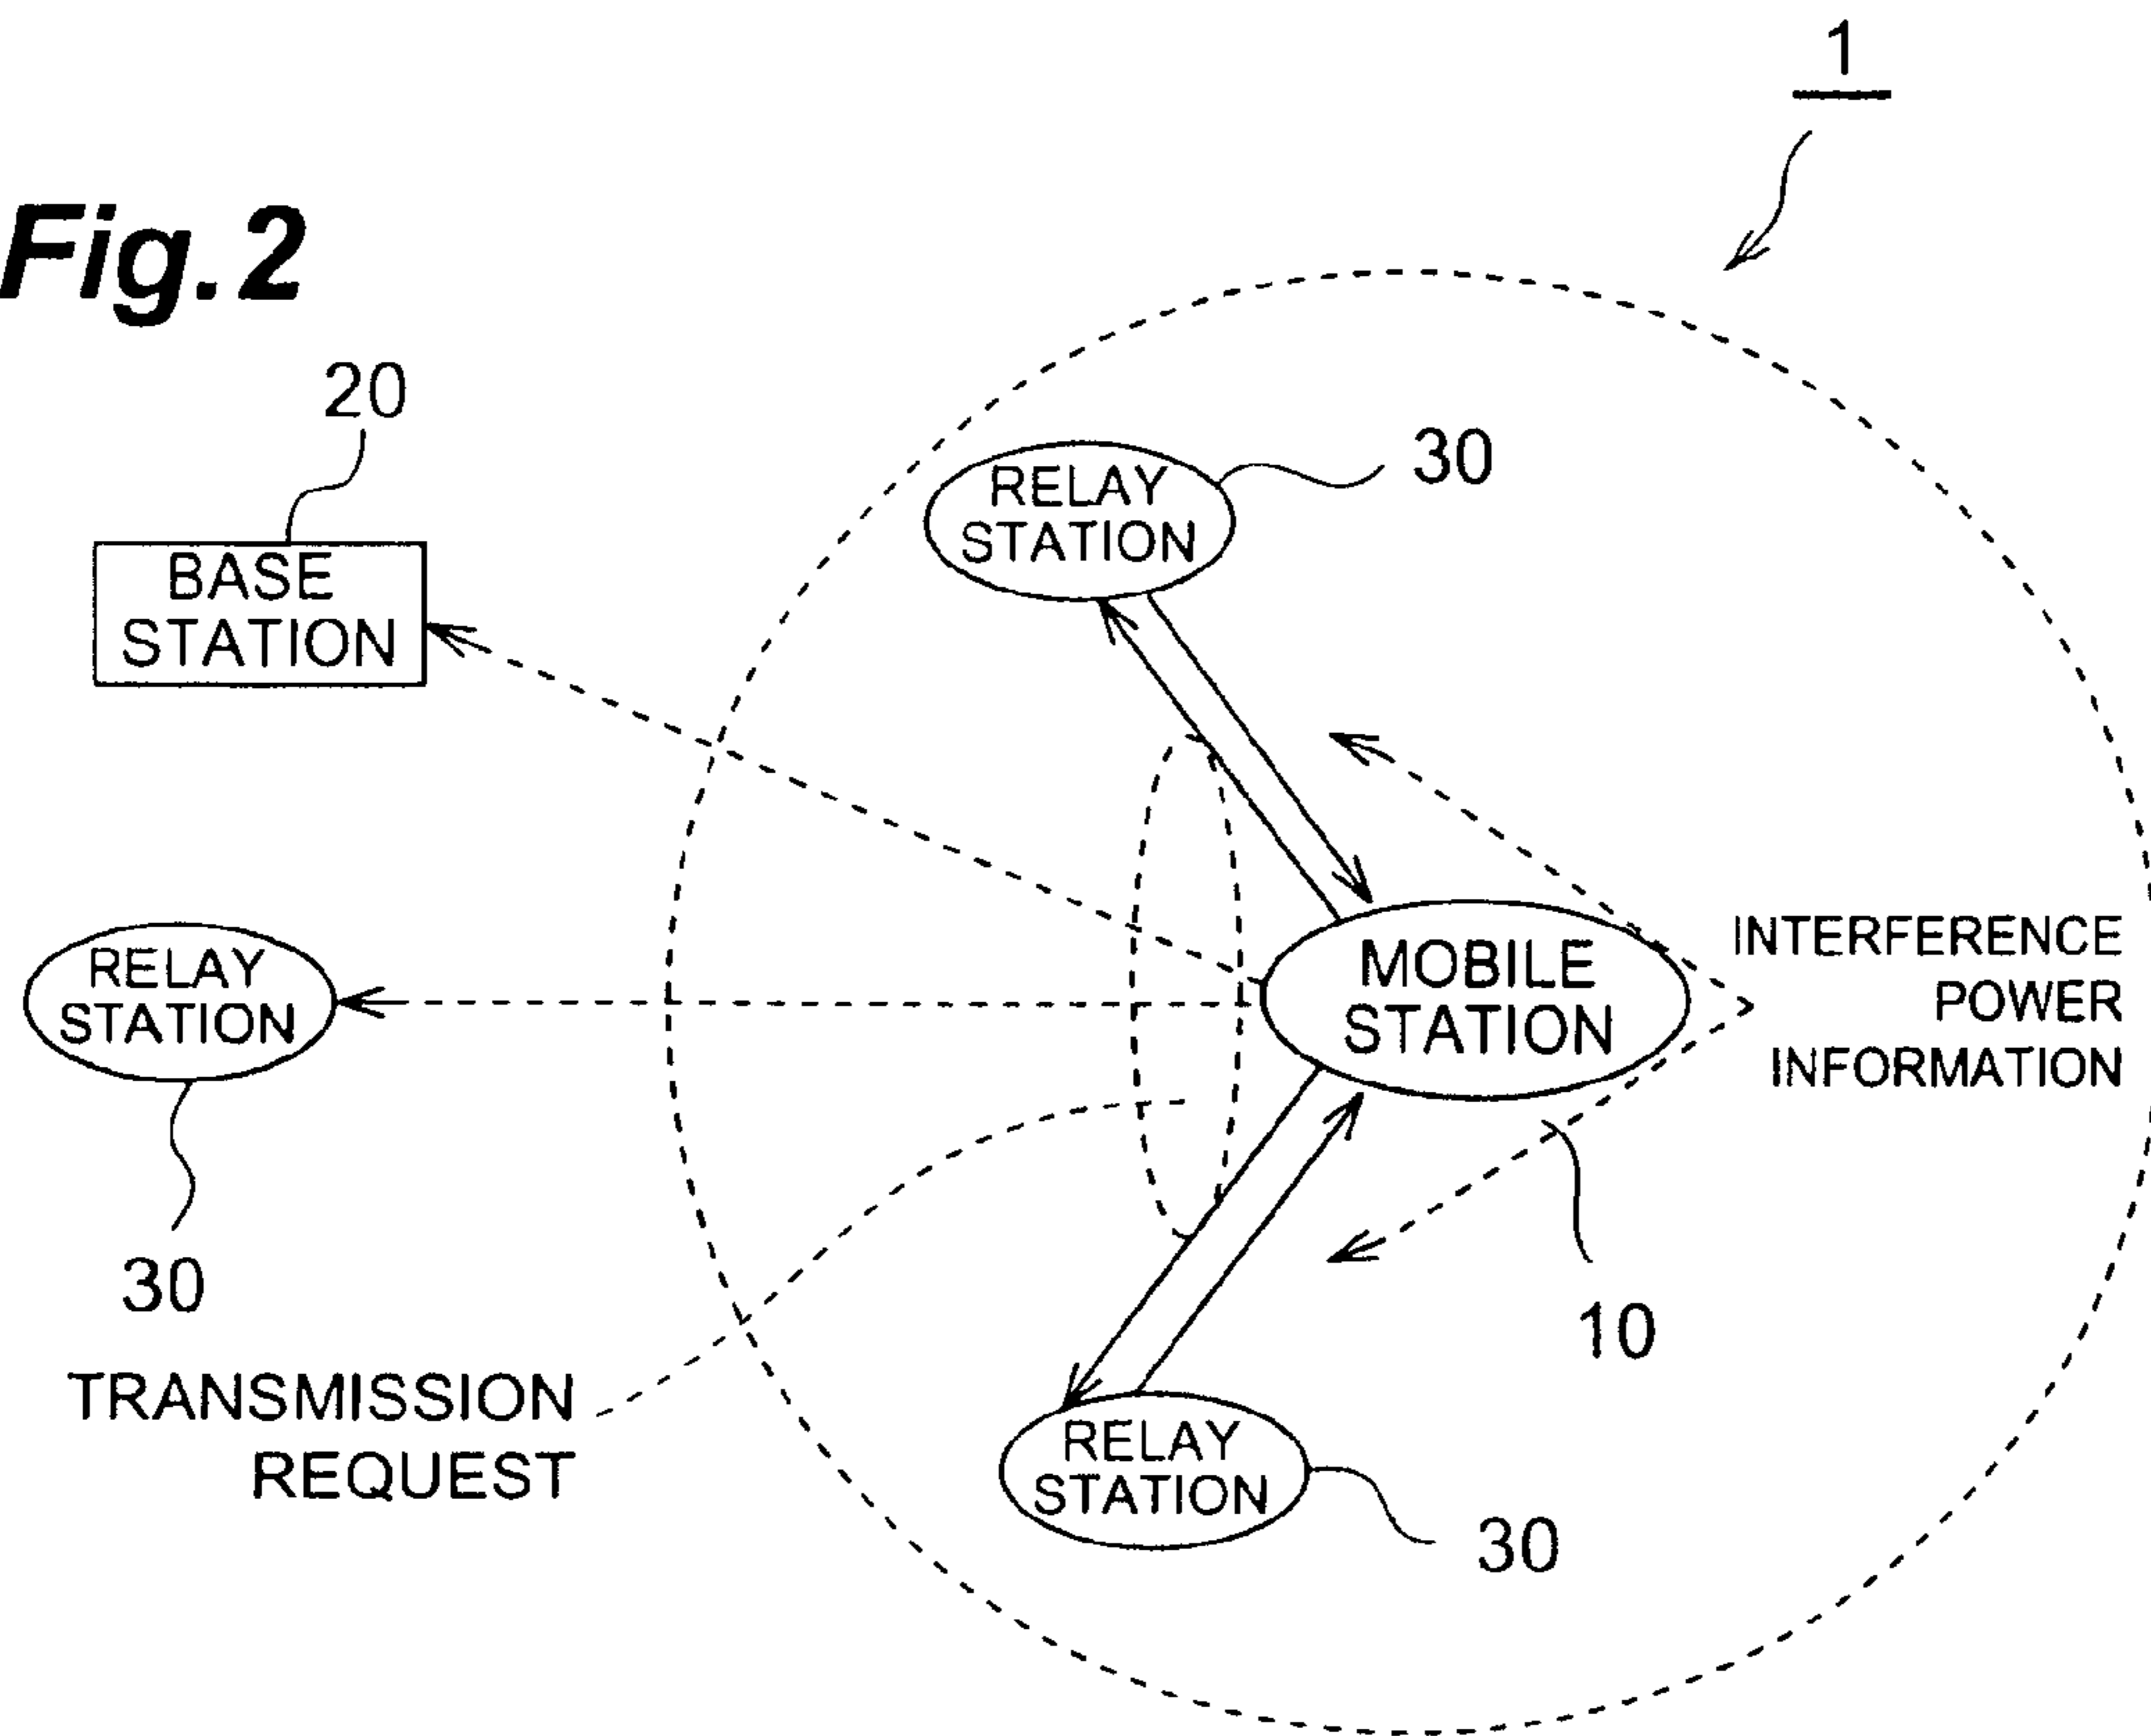 1
Fig.2
20
30
RELAY
STATION
BASE
STATION
MOBILE
STATION
INTERFERENCE
POWER
INFORMATION
RELAY
STATION
30
10
TRANSMISSION
REQUEST
RELAY
STATION
30